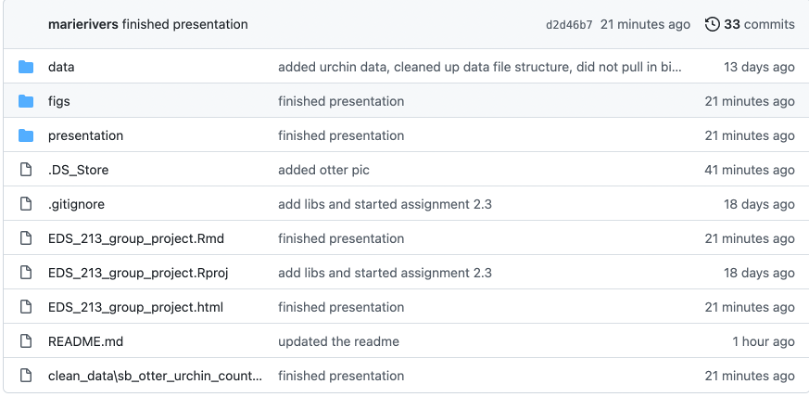 marierivers finished presentation d2d46b7 21 minutes ago 33 commits
data added urchin data, cleaned up data file structure, did not pull in bi... 13 days ago
figs finished presentation 21 minutes ago
presentation finished presentation 21 minutes ago
.DS_Store added otter pic 41 minutes ago
.gitignore add libs and started assignment 2.3 18 days ago
EDS_213_group_project.Rmd finished presentation 21 minutes ago
EDS_213_group_project.Rproj add libs and started assignment 2.3 18 days ago
EDS_213_group_project.html finished presentation 21 minutes ago
README.md updated the readme 1 hour ago
clean_data\sb_otter_urchin_count... finished presentation 21 minutes ago